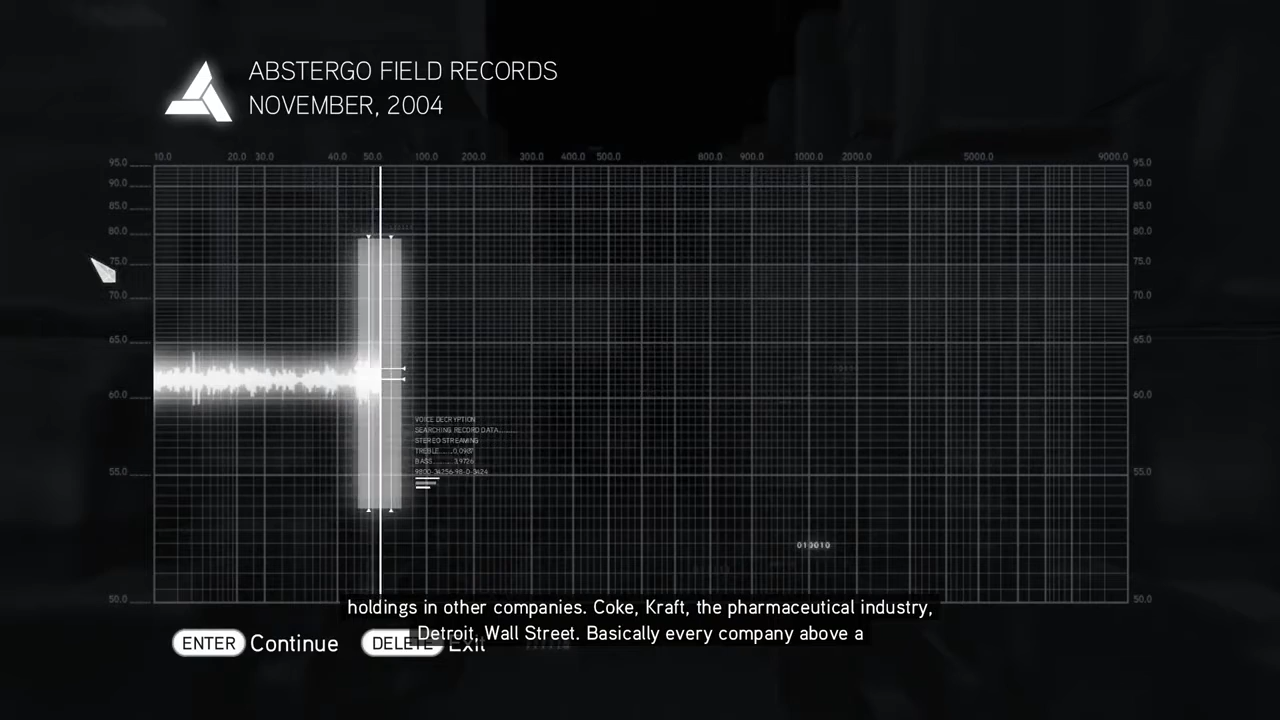 ABSTERGO FIELD RECORDS
NOVEMBER, 2004
10.0 20.0 30.0 40.0 50.0 100.0 200.0 300.0 400.0 500.0 800.0 900.0 1000.0 2000.0 5000.0 9000.0
95.0 95.0
90.0 90.0
85.0 85.0
80.0 80.0
75.0 75.0
70.0 70.0
65.0 65.0
60.0 60.0
VOICE DECRYPTION
SEARCHING RECORD DATA
STEREO STREAMING
TREBLE
BASS
55.0 55.0
010010
50.0 50.0
holdings in other companies. Coke, Kraft, the pharmaceutical industry,
Detroit, Wall Street. Basically every company above a
ENTER Continue DELETE Exit